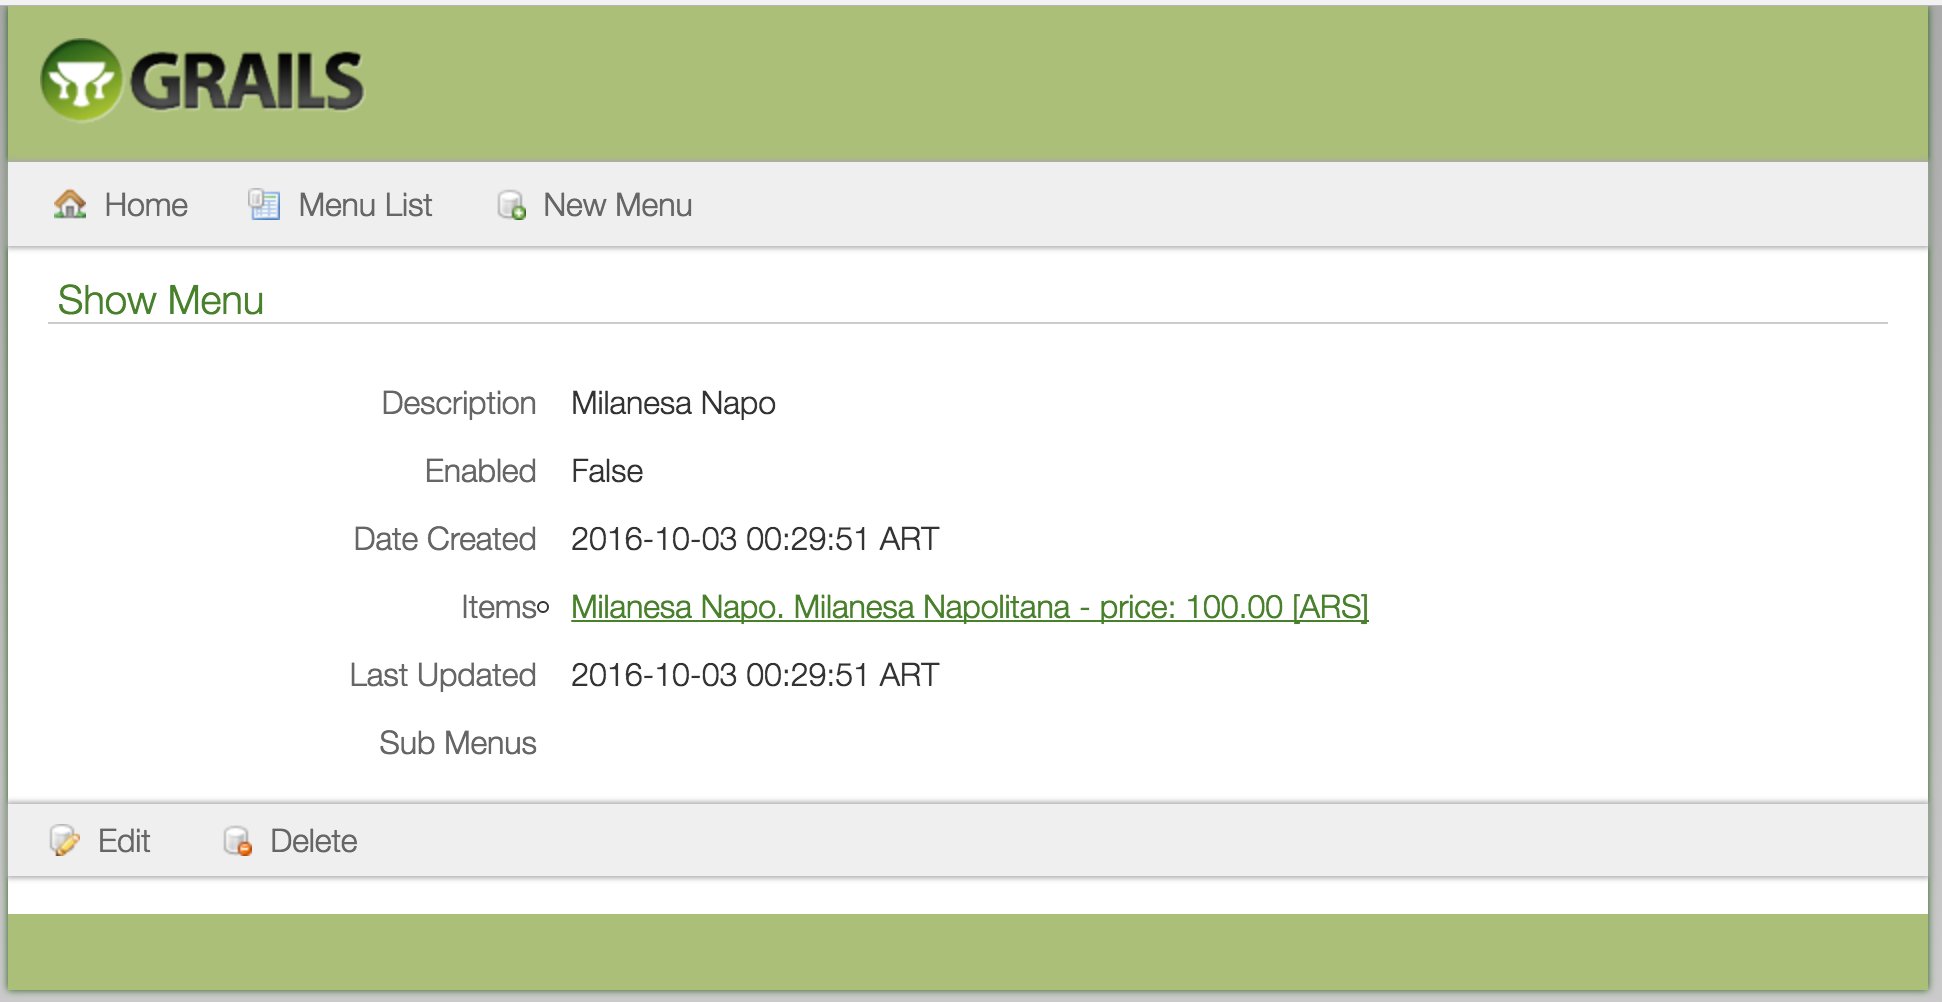 GRAILS
Home Menu List New Menu
Show Menu
Description Milanesa Napo
Enabled False
Date Created 2016-10-03 00:29:51 ART
Items Milanesa Napo. Milanesa Napolitana - price: 100.00 [ARS]
Last Updated 2016-10-03 00:29:51 ART
Sub Menus
Edit Delete